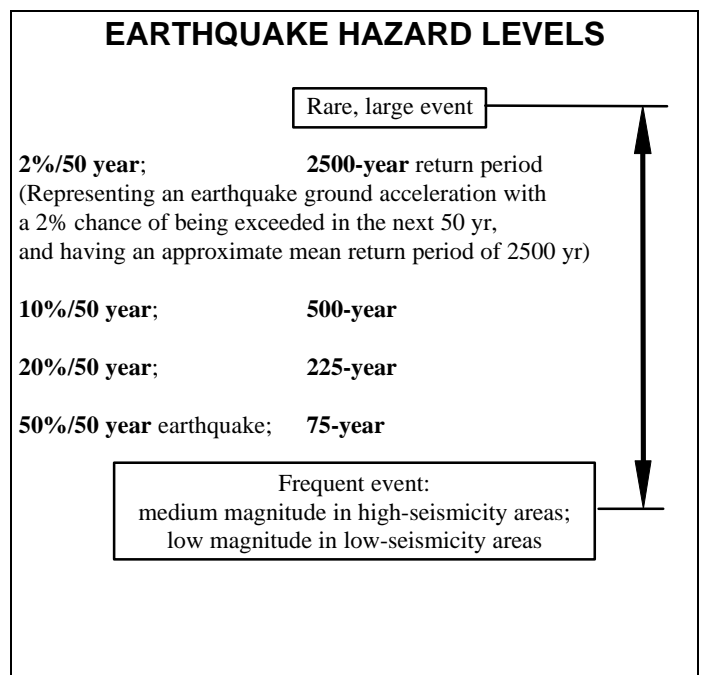 EARTHQUAKE HAZARD LEVELS
Rare, large event
2%/50 year; 2500-year return period
(Representing an earthquake ground acceleration with
a 2% chance of being exceeded in the next 50 yr,
and having an approximate mean return period of 2500 yr)
10%/50 year; 500-year
20%/50 year; 225-year
50%/50 year earthquake; 75-year
Frequent event:
medium magnitude in high-seismicity areas;
low magnitude in low-seismicity areas